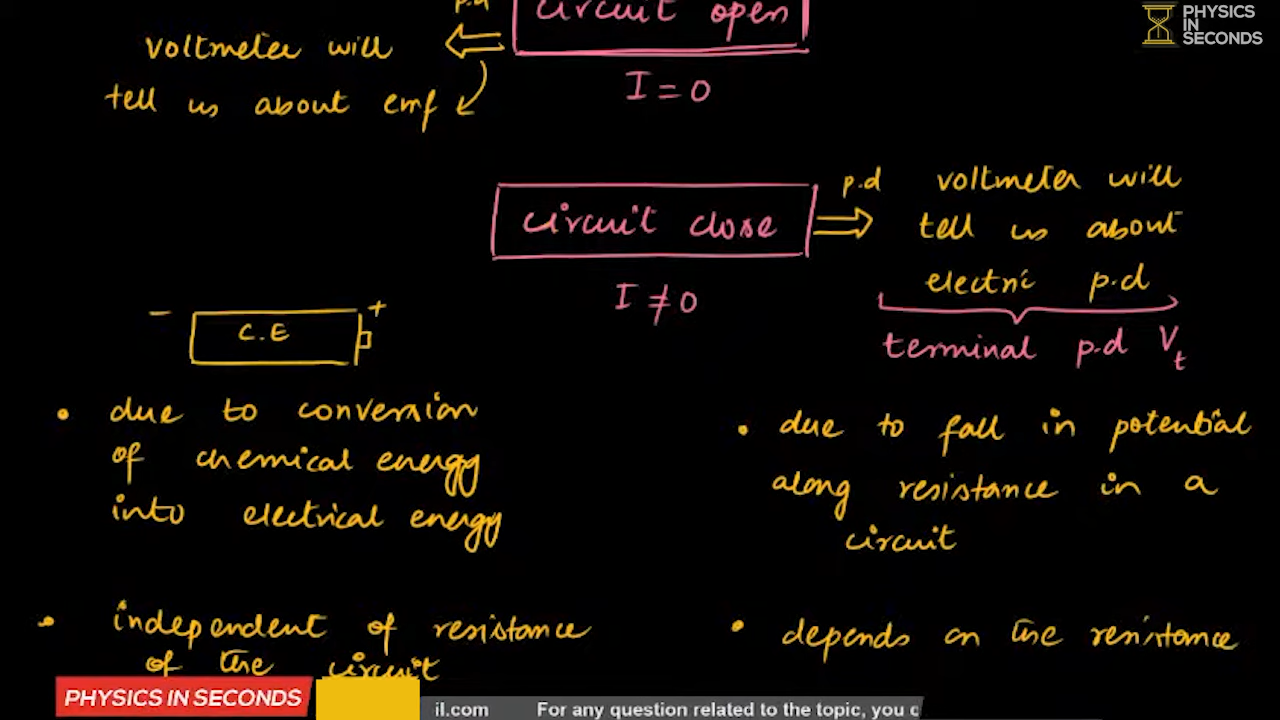 p.d
circuit open
PHYSICS
IN
SECONDS
voltmeter will
tell us about emf
I = 0
circuit close
I ≠ 0
p.d
voltmeter will
tell us about
electric p.d
terminal p.d Vt
- C.E +
• due to conversion
of chemical energy
into electrical energy
• due to fall in potential
along resistance in a
circuit
• independent of resistance
of the circuit
• depends on the resistance
PHYSICS IN SECONDS
il.com For any question related to the topic, you c